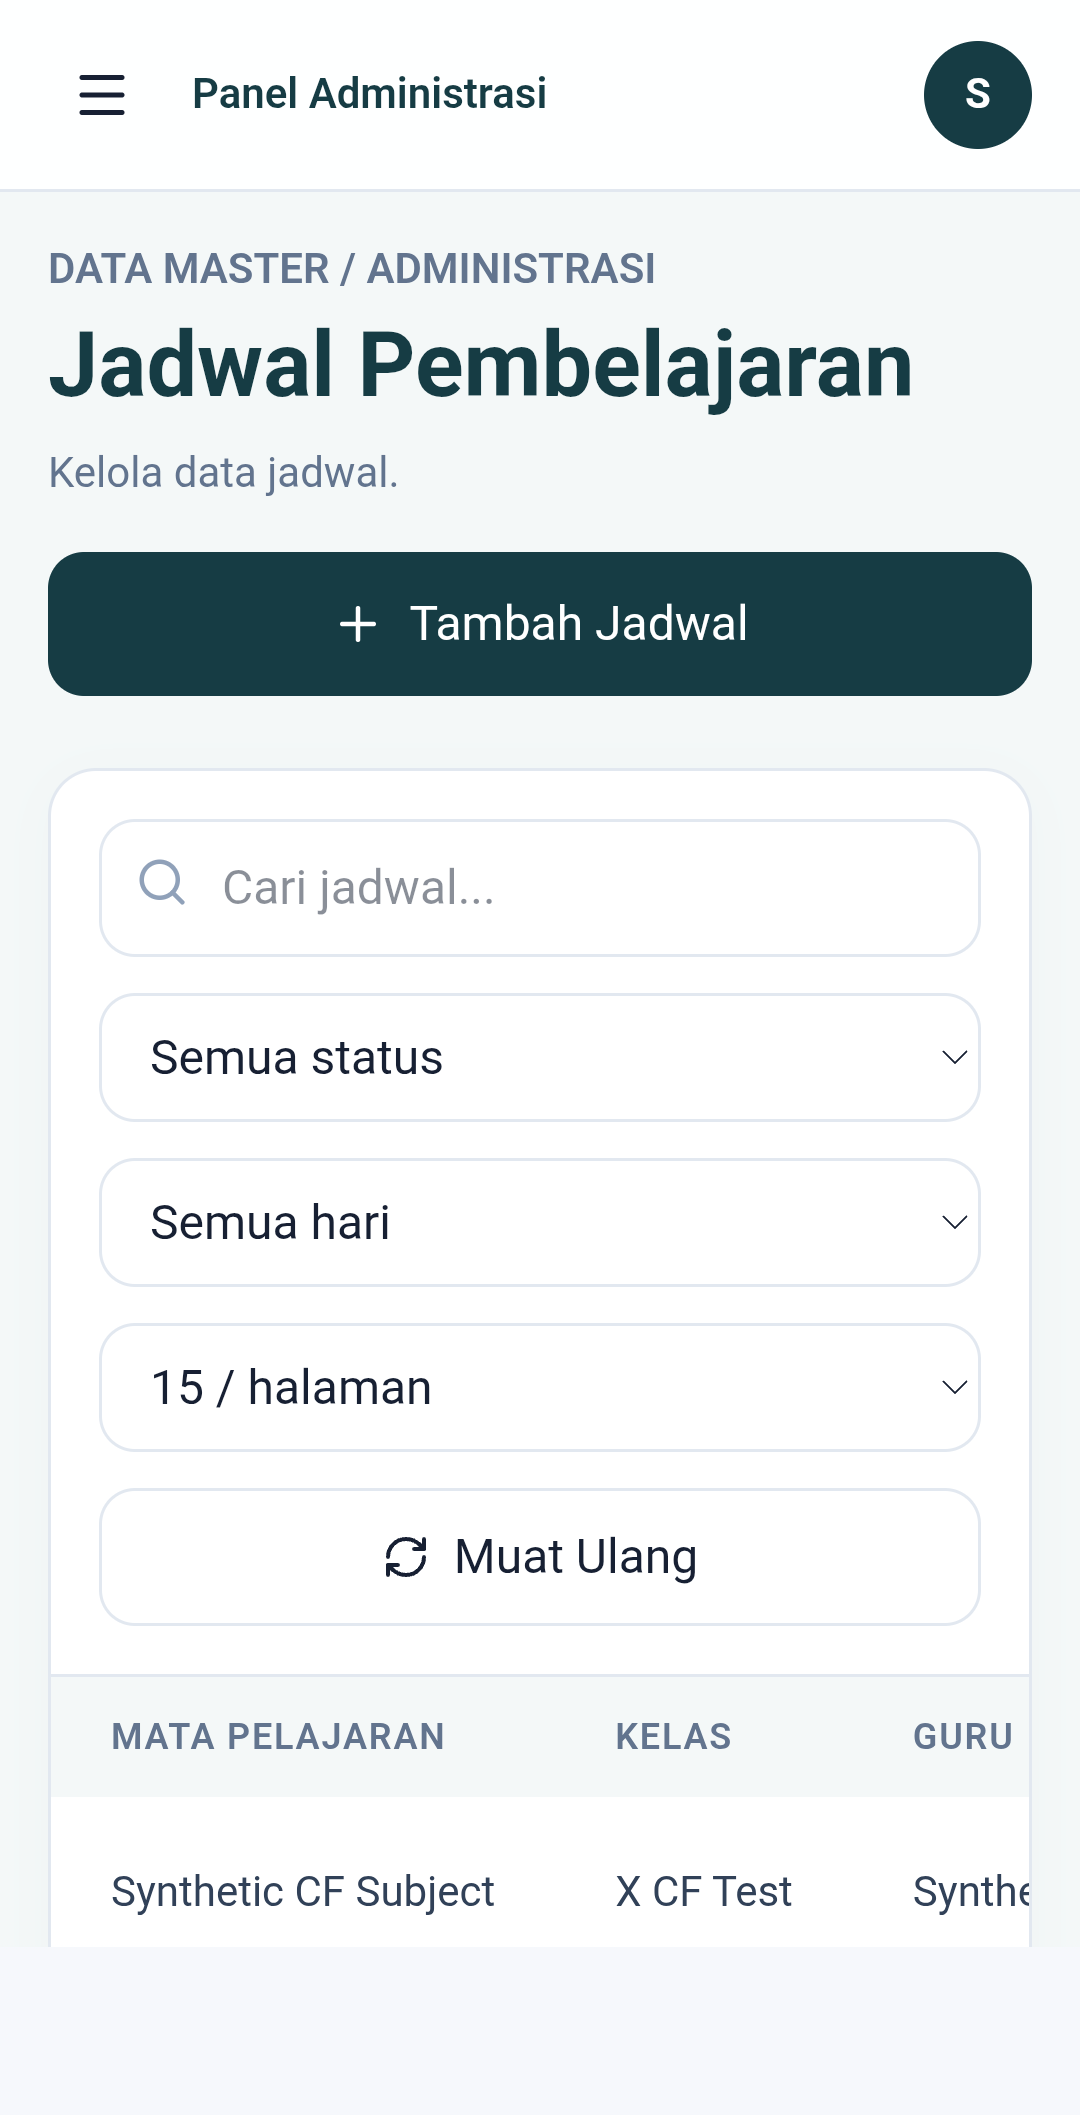 Panel Administrasi
S
DATA MASTER / ADMINISTRASI
Jadwal Pembelajaran
Kelola data jadwal.
+ Tambah Jadwal
Cari jadwal...
Semua status
Semua hari
15 / halaman
Muat Ulang
MATA PELAJARAN KELAS GURU
Synthetic CF Subject X CF Test